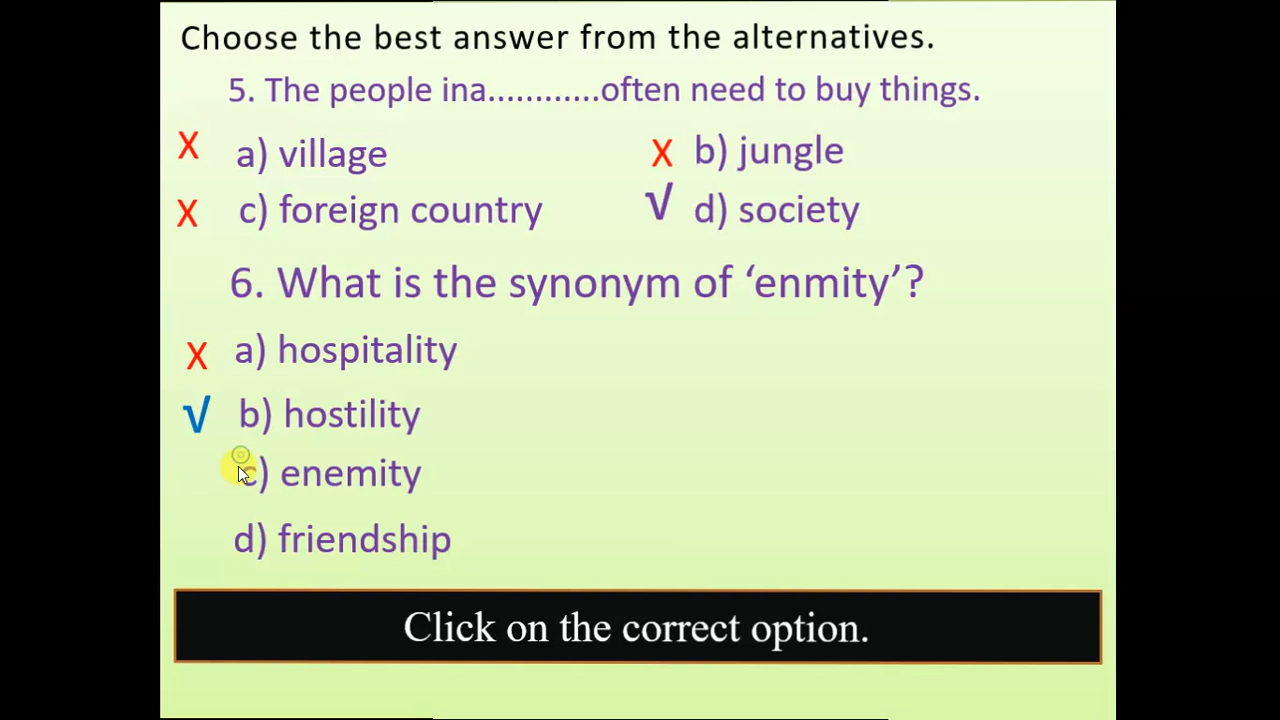 Choose the best answer from the alternatives.
5. The people ina............often need to buy things.
X a) village X b) jungle
X c) foreign country √ d) society
6. What is the synonym of ‘enmity’?
X a) hospitality
√ b) hostility
c) enemity
d) friendship
Click on the correct option.